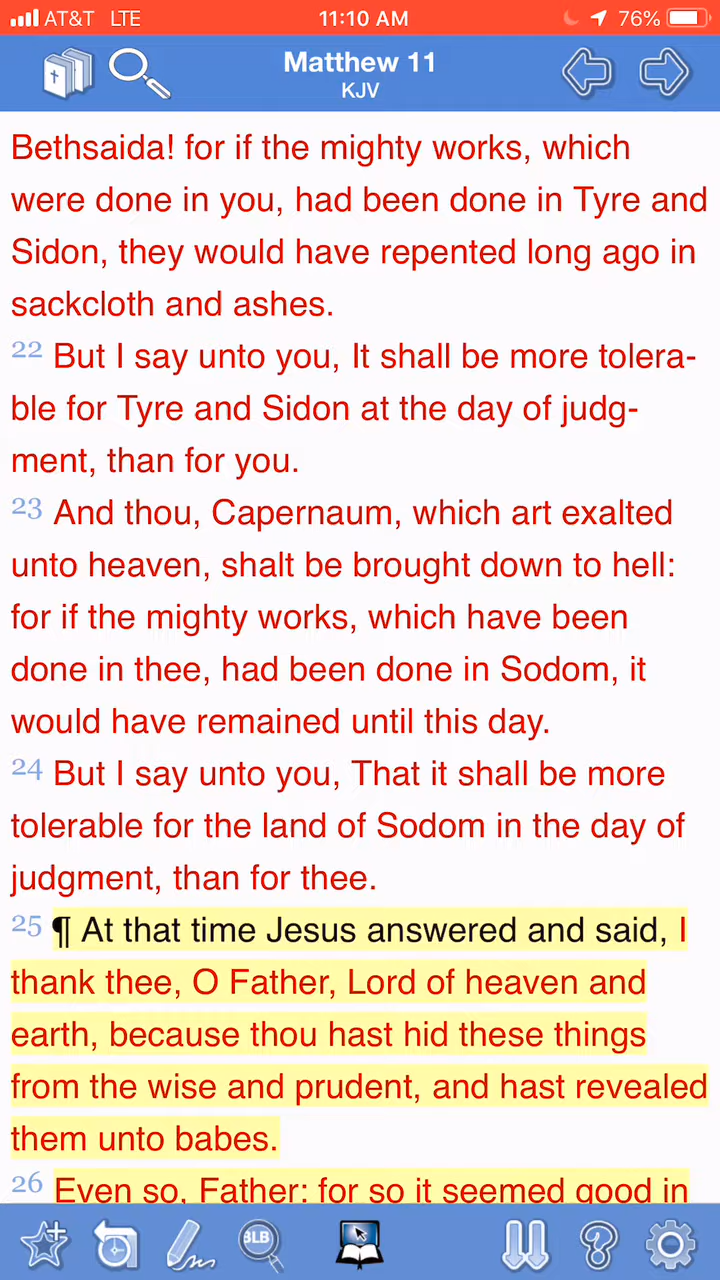 AT&T LTE 11:10 AM 76%
Matthew 11
KJV
Bethsaida! for if the mighty works, which
were done in you, had been done in Tyre and
Sidon, they would have repented long ago in
sackcloth and ashes.
22 But I say unto you, It shall be more tolera-
ble for Tyre and Sidon at the day of judg-
ment, than for you.
23 And thou, Capernaum, which art exalted
unto heaven, shalt be brought down to hell:
for if the mighty works, which have been
done in thee, had been done in Sodom, it
would have remained until this day.
24 But I say unto you, That it shall be more
tolerable for the land of Sodom in the day of
judgment, than for thee.
25 ¶ At that time Jesus answered and said, I
thank thee, O Father, Lord of heaven and
earth, because thou hast hid these things
from the wise and prudent, and hast revealed
them unto babes.
26 Even so, Father: for so it seemed good in
BLB